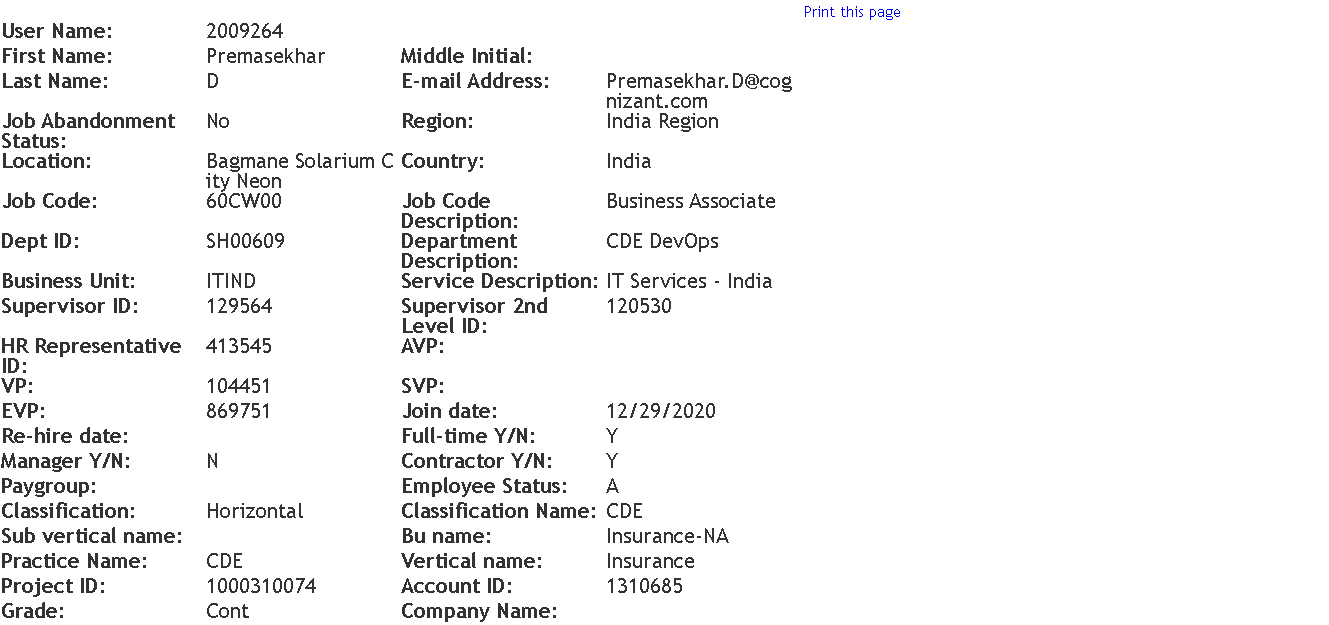 Print this page
User Name: 2009264
First Name: Premasekhar Middle Initial:
Last Name: D E-mail Address: Premasekhar.D@cog
nizant.com
Job Abandonment No Region: India Region
Status:
Location: Bagmane Solarium C Country: India
ity Neon
Job Code: 60CW00 Job Code Business Associate
Description:
Dept ID: SH00609 Department CDE DevOps
Description:
Business Unit: ITIND Service Description: IT Services - India
Supervisor ID: 129564 Supervisor 2nd 120530
Level ID:
HR Representative 413545 AVP:
ID:
VP: 104451 SVP:
EVP: 869751 Join date: 12/29/2020
Re-hire date: Full-time Y/N: Y
Manager Y/N: N Contractor Y/N: Y
Paygroup: Employee Status: A
Classification: Horizontal Classification Name: CDE
Sub vertical name: Bu name: Insurance-NA
Practice Name: CDE Vertical name: Insurance
Project ID: 1000310074 Account ID: 1310685
Grade: Cont Company Name: